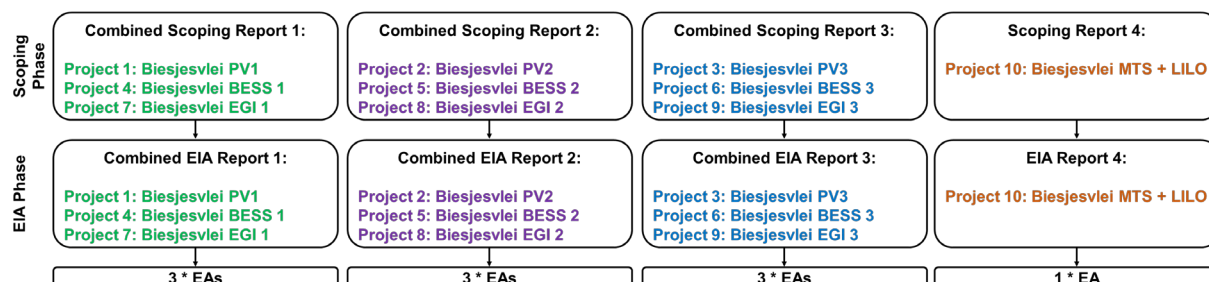 Scoping
Phase
Combined Scoping Report 1:
Project 1: Biesjesvlei PV1
Project 4: Biesjesvlei BESS 1
Project 7: Biesjesvlei EGI 1
Combined Scoping Report 2:
Project 2: Biesjesvlei PV2
Project 5: Biesjesvlei BESS 2
Project 8: Biesjesvlei EGI 2
Combined Scoping Report 3:
Project 3: Biesjesvlei PV3
Project 6: Biesjesvlei BESS 3
Project 9: Biesjesvlei EGI 3
Scoping Report 4:
Project 10: Biesjesvlei MTS + LILO
EIA Phase
Combined EIA Report 1:
Project 1: Biesjesvlei PV1
Project 4: Biesjesvlei BESS 1
Project 7: Biesjesvlei EGI 1
Combined EIA Report 2:
Project 2: Biesjesvlei PV2
Project 5: Biesjesvlei BESS 2
Project 8: Biesjesvlei EGI 2
Combined EIA Report 3:
Project 3: Biesjesvlei PV3
Project 6: Biesjesvlei BESS 3
Project 9: Biesjesvlei EGI 3
EIA Report 4:
Project 10: Biesjesvlei MTS + LILO
3 * EAs
3 * EAs
3 * EAs
1 * EA